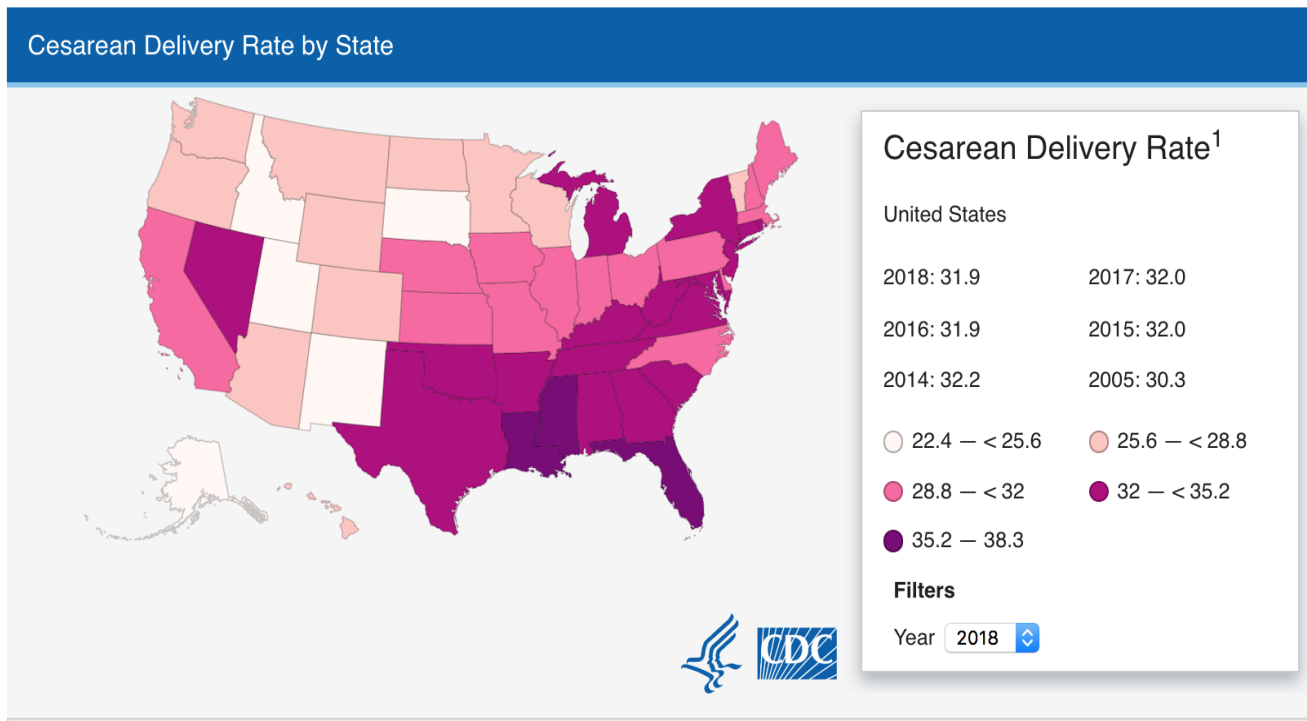 Cesarean Delivery Rate by State
Cesarean Delivery Rate1
United States
2018: 31.9 2017: 32.0
2016: 31.9 2015: 32.0
2014: 32.2 2005: 30.3
22.4 — < 25.6 25.6 — < 28.8
28.8 — < 32 32 — < 35.2
35.2 — 38.3
Filters
Year 2018
CDC